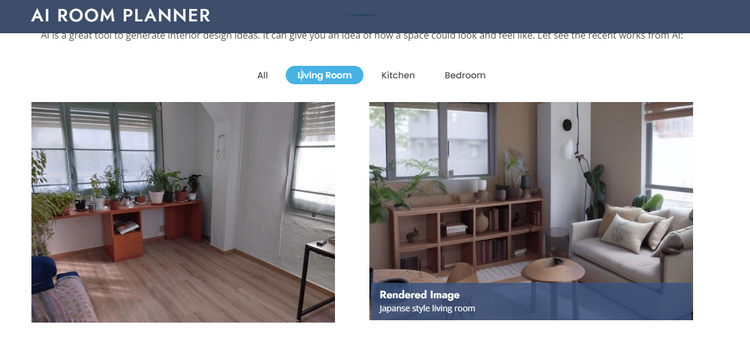 AI ROOM PLANNER
AI is a great tool to generate interior design ideas. It can give you an idea of how a space could look and feel like. Let see the recent works from AI:
All
Living Room
Kitchen
Bedroom
Rendered Image
Japanse style living room